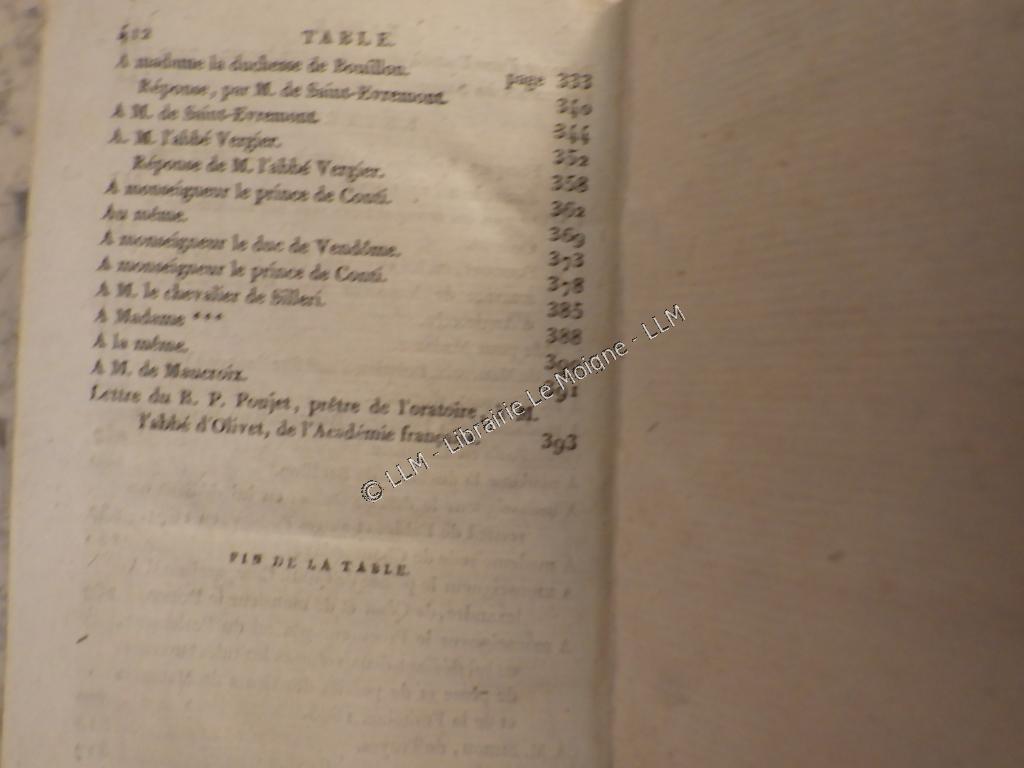 412 TABLE.
A madame la duchesse de Bouillon. page 333
Réponse, par M. de Saint-Evremont. 340
A M. de Saint-Evremont. 344
A. M. l'abbé Vergier. 352
Réponse de M. l'abbé Vergier. 358
A monseigneur le prince de Conti. 362
Au même. 369
A monseigneur le duc de Vendôme. 373
A monseigneur le prince de Conti. 378
A M. le chevalier de Silleri. 385
A Madame *** 388
A la même.
A M. de Maucroix. 391
Lettre du R. P. Poujet, prêtre de l'oratoire
l'abbé d'Olivet, de l'Académie 393
FIN DE LA TABLE.
© LLM - Librairie Le Moigne - LLM